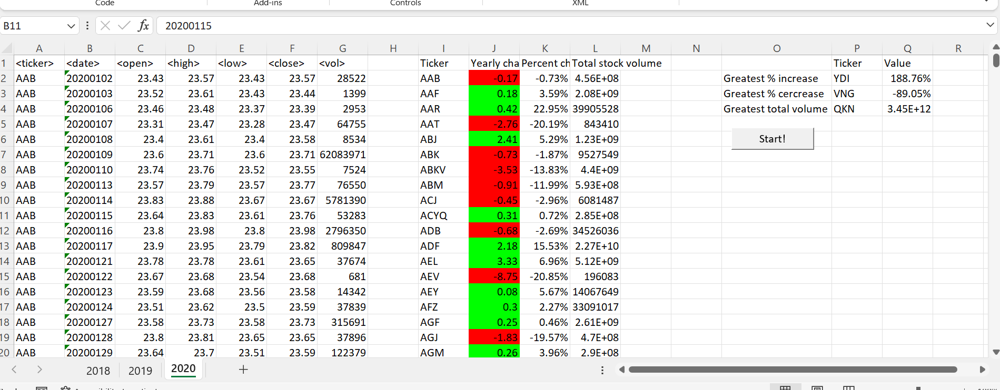 Code Add-ins Controls XML
B11 fx 20200115
A B C D E F G H I J K L M N O P Q R
1 <ticker> <date> <open> <high> <low> <close> <vol> Ticker Yearly cha Percent ch Total stock volume Ticker Value
2 AAB 20200102 23.43 23.57 23.43 23.57 28522 AAB -0.17 -0.73% 4.56E+08 Greatest % increase YDI 188.76%
3 AAB 20200103 23.52 23.61 23.43 23.44 1399 AAF 0.18 3.59% 2.08E+09 Greatest % cercrease VNG -89.05%
4 AAB 20200106 23.46 23.48 23.37 23.39 2953 AAR 0.42 22.95% 39905528 Greatest total volume QKN 3.45E+12
5 AAB 20200107 23.31 23.47 23.28 23.47 64755 AAT -2.76 -20.19% 843410
6 AAB 20200108 23.4 23.61 23.4 23.58 8534 ABJ 2.41 5.29% 1.23E+09 Start!
7 AAB 20200109 23.6 23.71 23.6 23.71 62083971 ABK -0.73 -1.87% 9527549
8 AAB 20200110 23.74 23.76 23.52 23.55 7524 ABKV -3.53 -13.83% 4.4E+09
9 AAB 20200113 23.57 23.79 23.57 23.77 76550 ABM -0.91 -11.99% 5.93E+08
10 AAB 20200114 23.83 23.88 23.67 23.67 5781390 ACJ -0.45 -2.96% 6081487
11 AAB 20200115 23.64 23.83 23.61 23.76 53283 ACYQ 0.31 0.72% 2.85E+08
12 AAB 20200116 23.8 23.98 23.8 23.98 2796350 ADB -0.68 -2.69% 34526036
13 AAB 20200117 23.9 23.95 23.79 23.82 809847 ADF 2.18 15.53% 2.27E+10
14 AAB 20200121 23.78 23.78 23.61 23.65 37674 AEL 3.33 6.96% 5.12E+09
15 AAB 20200122 23.67 23.68 23.54 23.68 681 AEV -8.75 -20.85% 196083
16 AAB 20200123 23.59 23.68 23.56 23.58 14342 AEY 0.08 5.67% 14067649
17 AAB 20200124 23.51 23.62 23.5 23.59 37839 AFZ 0.3 2.27% 33091017
18 AAB 20200127 23.58 23.73 23.58 23.73 315691 AGF 0.25 0.46% 2.61E+09
19 AAB 20200128 23.8 23.81 23.65 23.65 37896 AGJ -1.83 -19.57% 4.7E+08
20 AAB 20200129 23.64 23.7 23.51 23.59 122379 AGM 0.26 3.96% 2.9E+08
2018 2019 2020